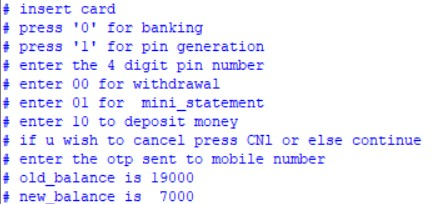 # insert card
# press '0' for banking
# press '1' for pin generation
# enter the 4 digit pin number
# enter 00 for withdrawal
# enter 01 for  mini_statement
# enter 10 to deposit money
# if u wish to cancel press CN1 or else continue
# enter the otp sent to mobile number
# old_balance is 19000
# new_balance is  7000